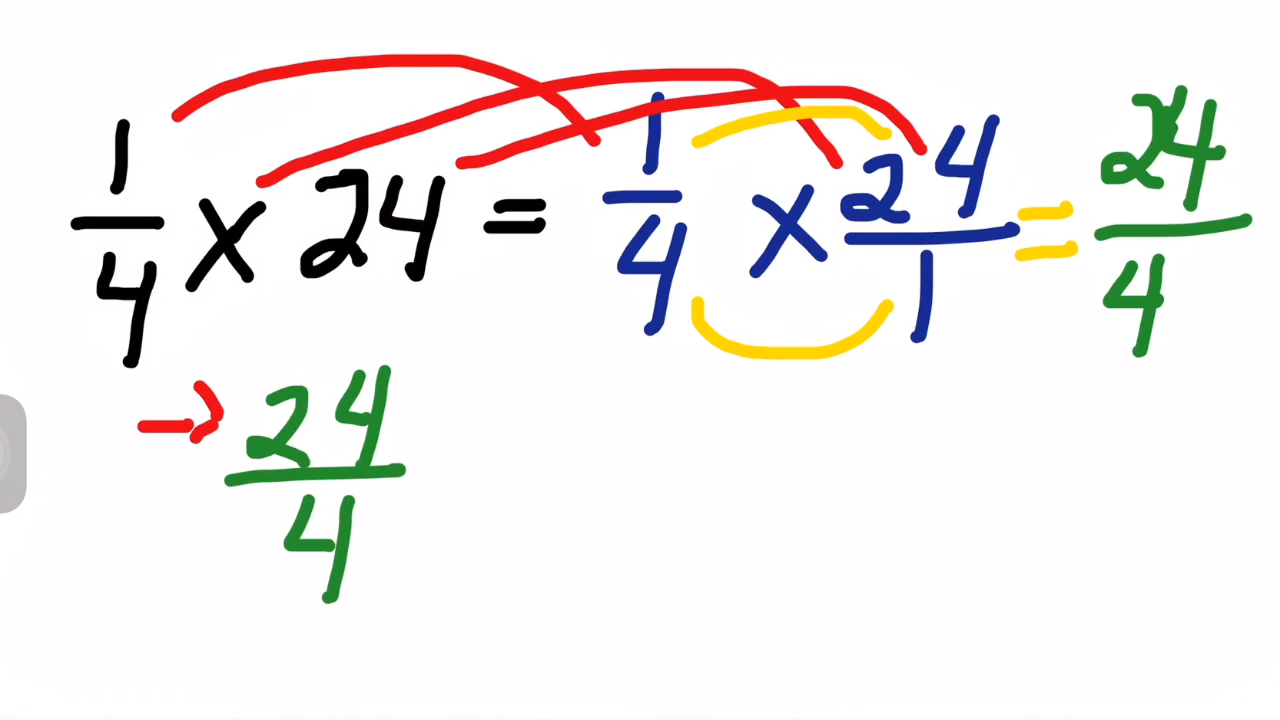 1/4 x 24 = 1/4 x 24/1 = 24/4
→ 24/4